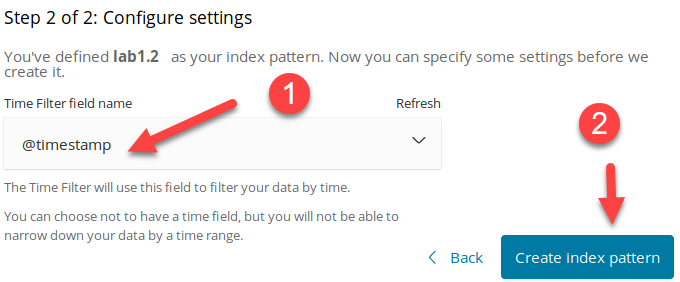 Step 2 of 2: Configure settings
You've defined lab1.2 as your index pattern. Now you can specify some settings before we
create it.
Time Filter field name
Refresh
1
@timestamp
2
The Time Filter will use this field to filter your data by time.
You can choose not to have a time field, but you will not be able to
narrow down your data by a time range.
Back
Create index pattern